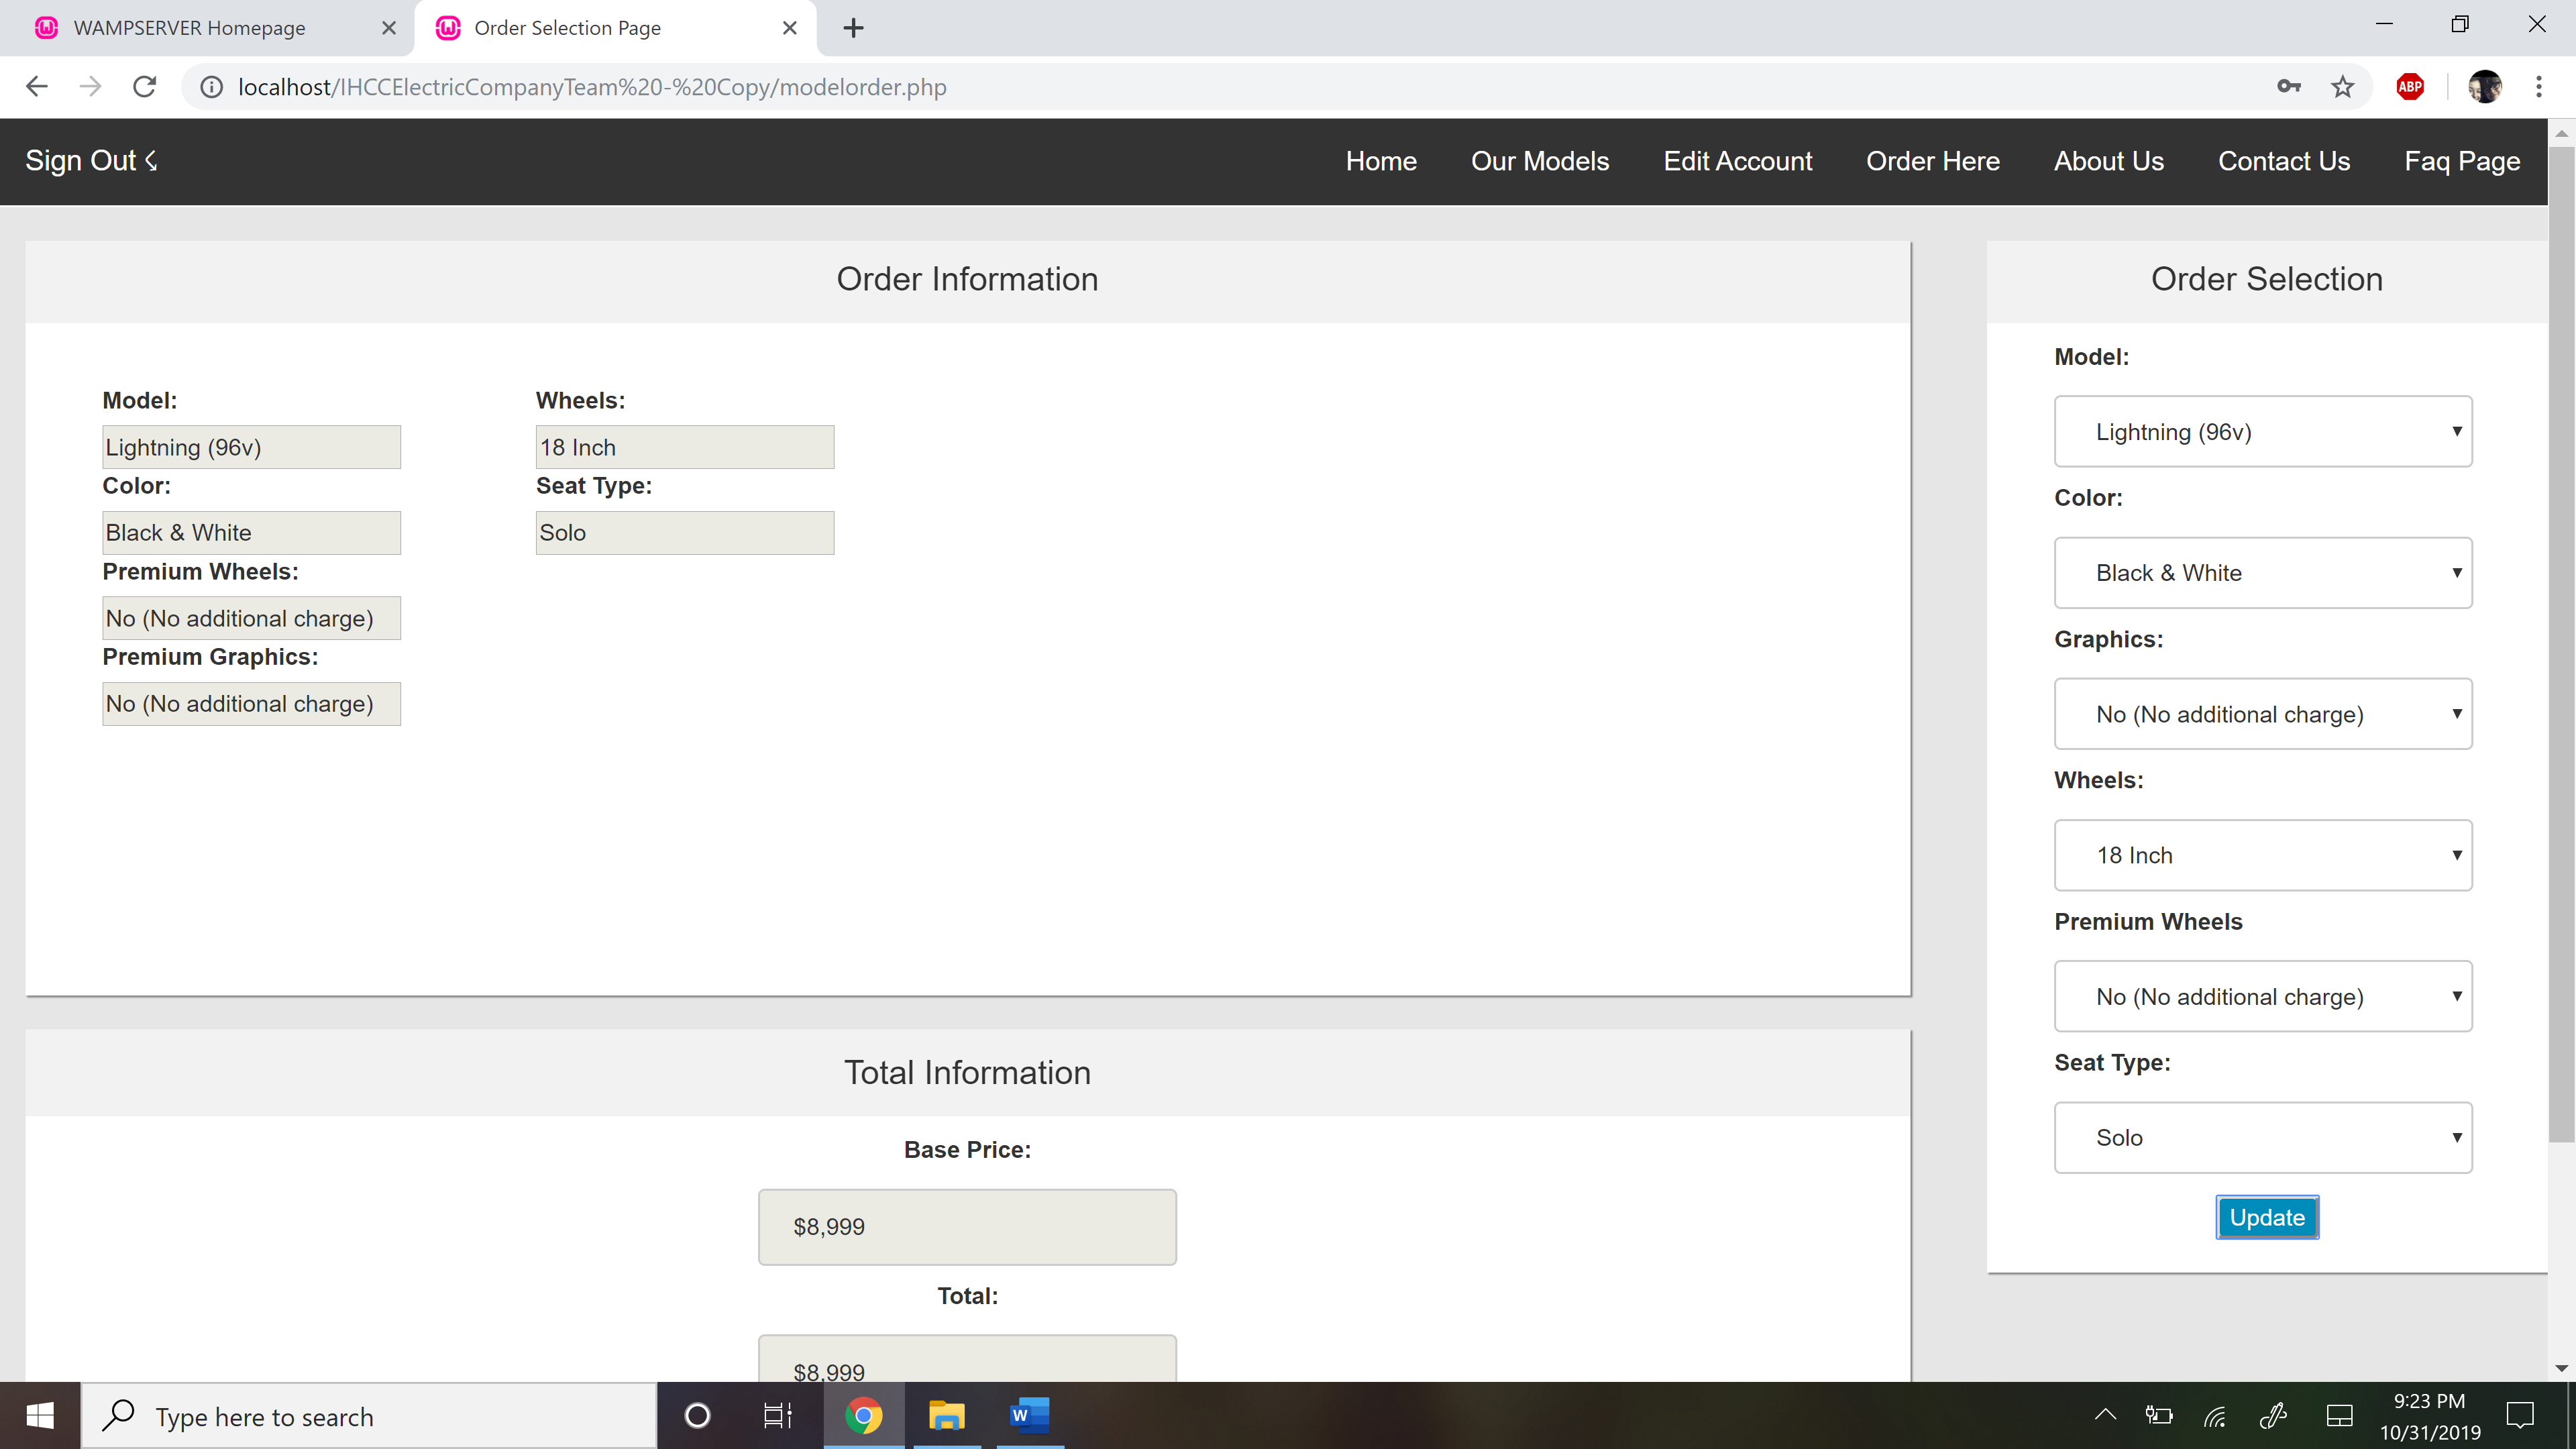 WAMPSERVER Homepage
Order Selection Page
localhost/IHCCElectricCompanyTeam%20-%20Copy/modelorder.php
ABP
Sign Out
Home
Our Models
Edit Account
Order Here
About Us
Contact Us
Faq Page
Order Information
Model:
Lightning (96v)
Color:
Black & White
Premium Wheels:
No (No additional charge)
Premium Graphics:
No (No additional charge)
Wheels:
18 Inch
Seat Type:
Solo
Total Information
Base Price:
$8,999
Total:
$8,999
Order Selection
Model:
Lightning (96v)
Color:
Black & White
Graphics:
No (No additional charge)
Wheels:
18 Inch
Premium Wheels
No (No additional charge)
Seat Type:
Solo
Update
Type here to search
W
9:23 PM
10/31/2019